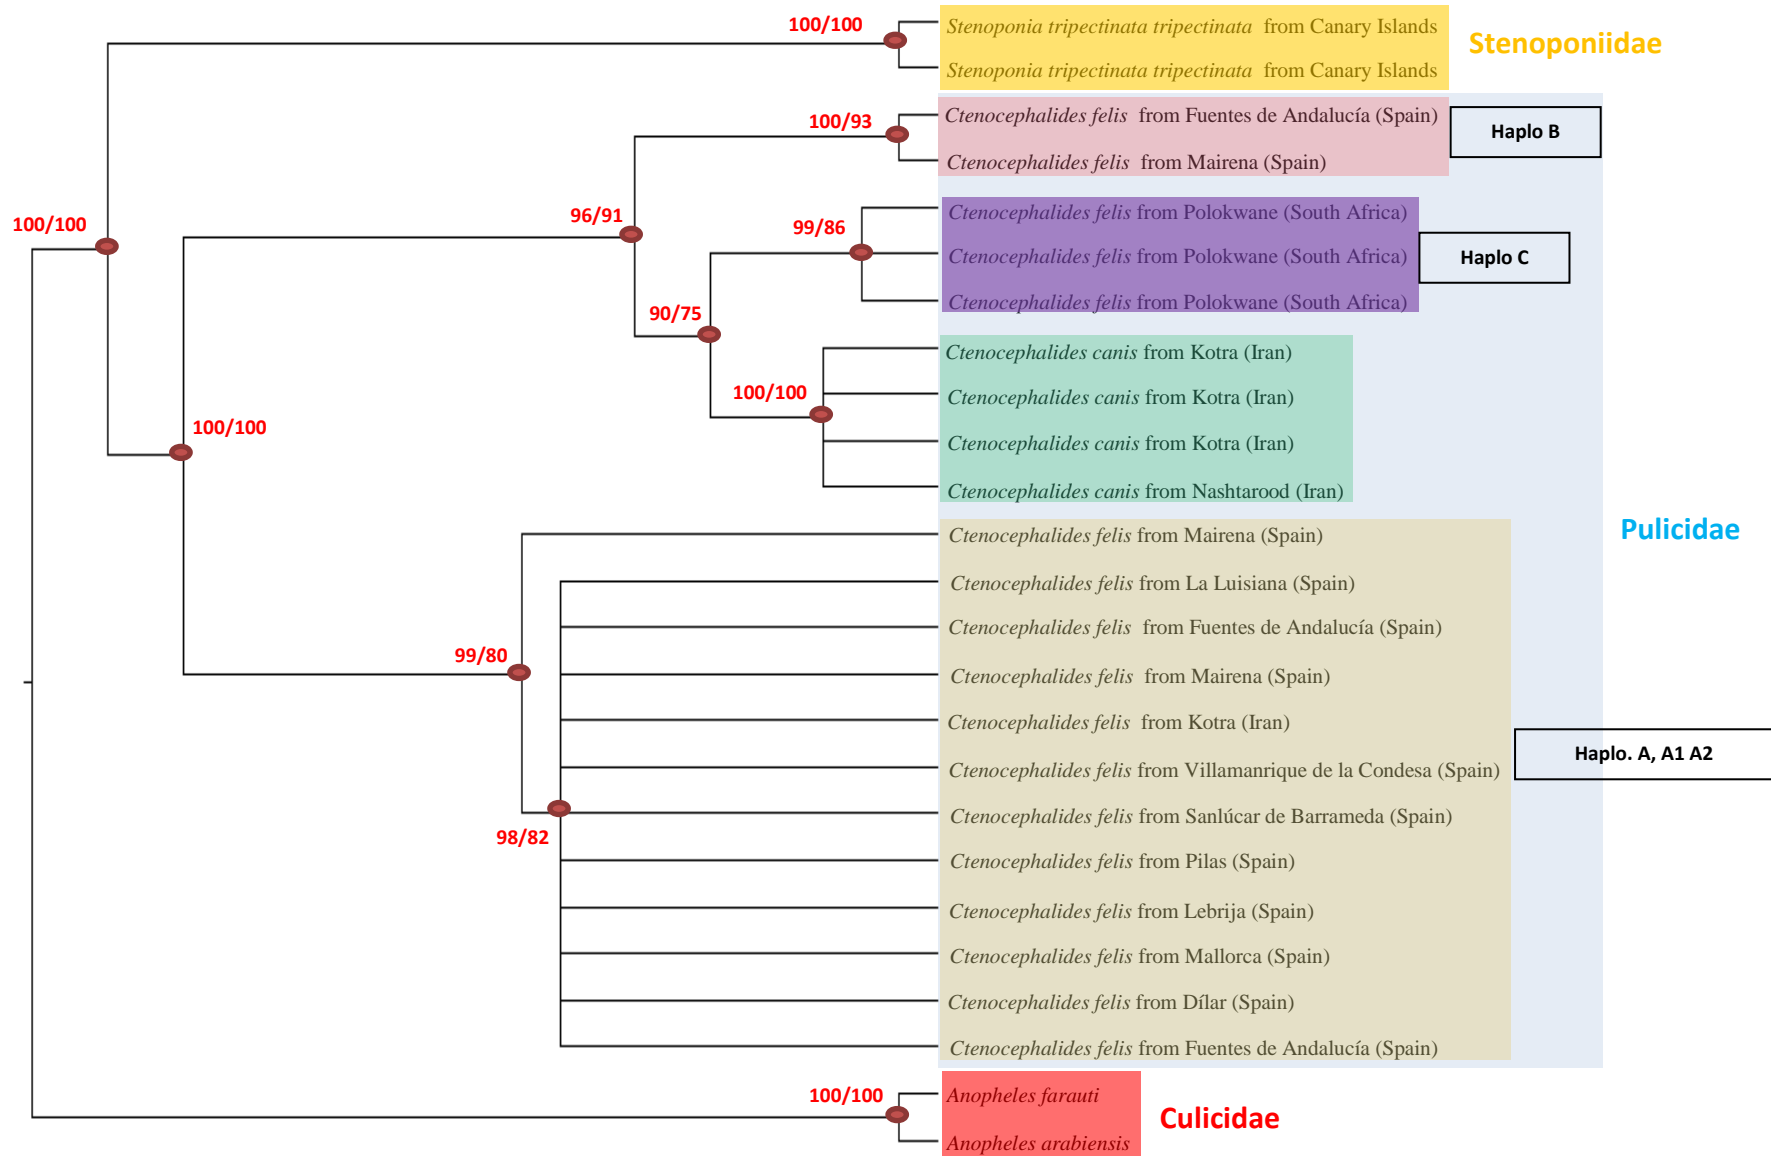 100/100
Stenoponia tripectinata tripectinata from Canary Islands
Stenoponiidae
Stenoponia tripectinata tripectinata from Canary Islands
100/93
Ctenocephalides felis from Fuentes de Andalucía (Spain)
Haplo B
Ctenocephalides felis from Mairena (Spain)
96/91
100/100
99/86
Ctenocephalides felis from Polokwane (South Africa)
Ctenocephalides felis from Polokwane (South Africa)
Haplo C
Ctenocephalides felis from Polokwane (South Africa)
90/75
Ctenocephalides canis from Kotra (Iran)
100/100
Ctenocephalides canis from Kotra (Iran)
100/100
Ctenocephalides canis from Kotra (Iran)
Ctenocephalides canis from Nashtarood (Iran)
Pulicidae
Ctenocephalides felis from Mairena (Spain)
Ctenocephalides felis from La Luisiana (Spain)
Ctenocephalides felis from Fuentes de Andalucía (Spain)
99/80
Ctenocephalides felis from Mairena (Spain)
Ctenocephalides felis from Kotra (Iran)
Haplo. A, A1 A2
Ctenocephalides felis from Villamanrique de la Condesa (Spain)
Ctenocephalides felis from Sanlúcar de Barrameda (Spain)
98/82
Ctenocephalides felis from Pilas (Spain)
Ctenocephalides felis from Lebrija (Spain)
Ctenocephalides felis from Mallorca (Spain)
Ctenocephalides felis from Dílar (Spain)
Ctenocephalides felis from Fuentes de Andalucía (Spain)
100/100
Anopheles farauti
Culicidae
Anopheles arabiensis